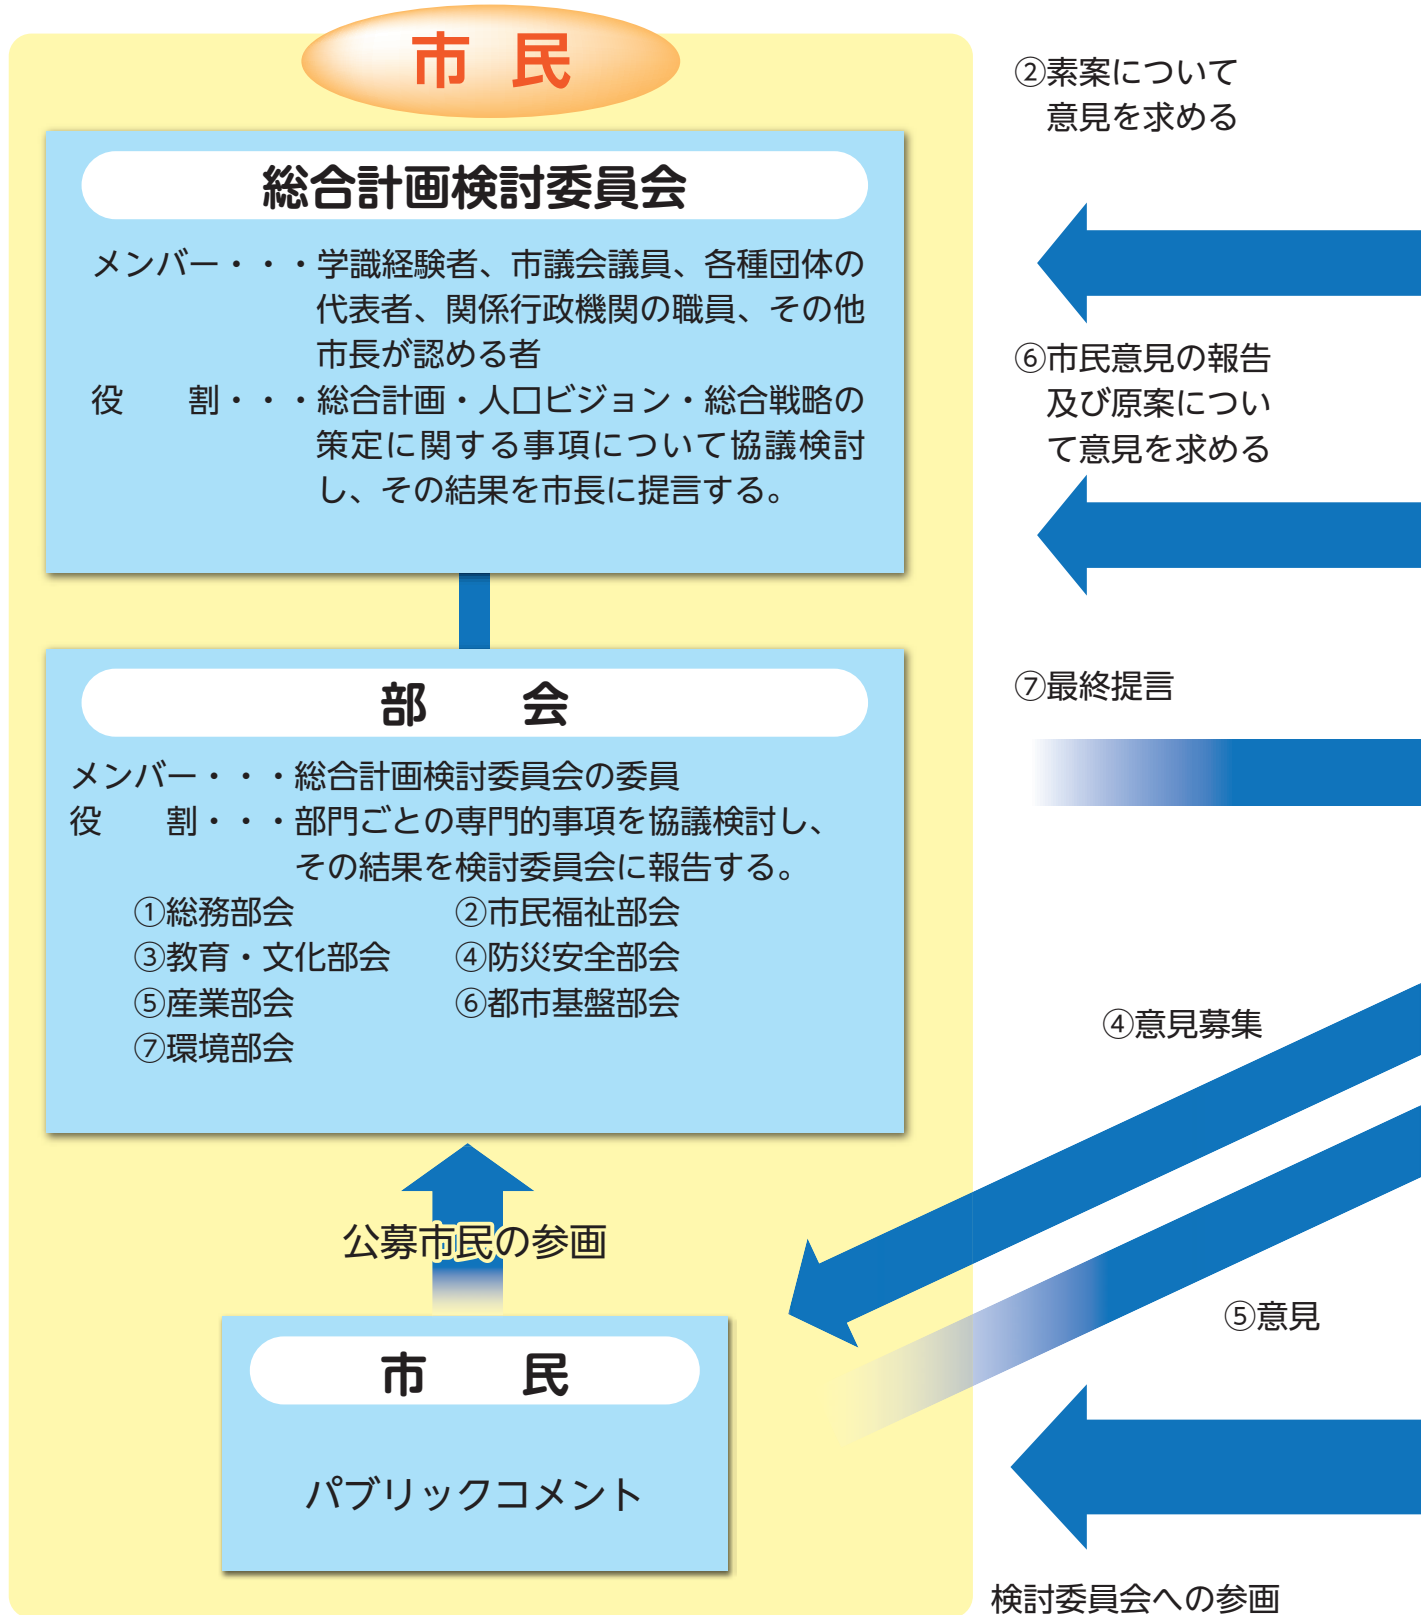 市 民
総合計画検討委員会
メンバー・・・学識経験者、市議会議員、各種団体の
代表者、関係行政機関の職員、その他
市長が認める者
役　　割・・・総合計画・人口ビジョン・総合戦略の
策定に関する事項について協議検討
し、その結果を市長に提言する。
部　　会
メンバー・・・総合計画検討委員会の委員
役　　割・・・部門ごとの専門的事項を協議検討し、
その結果を検討委員会に報告する。
①総務部会　　②市民福祉部会
③教育・文化部会　　④防災安全部会
⑤産業部会　　⑥都市基盤部会
⑦環境部会
公募市民の参画
市　　民
パブリックコメント
②素案について
意見を求める
⑥市民意見の報告
及び原案につい
て意見を求める
⑦最終提言
④意見募集
⑤意見
検討委員会への参画